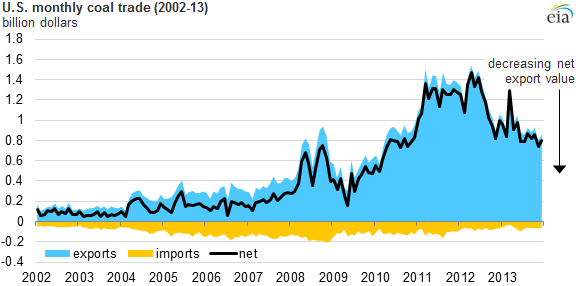 U.S. monthly coal trade (2002-13)
billion dollars
eia
1.8
1.6
1.4
1.2
1.0
0.8
0.6
0.4
0.2
0
-0.2
-0.4
decreasing net
export value
exports imports net
2002 2003 2004 2005 2006 2007 2008 2009 2010 2011 2012 2013